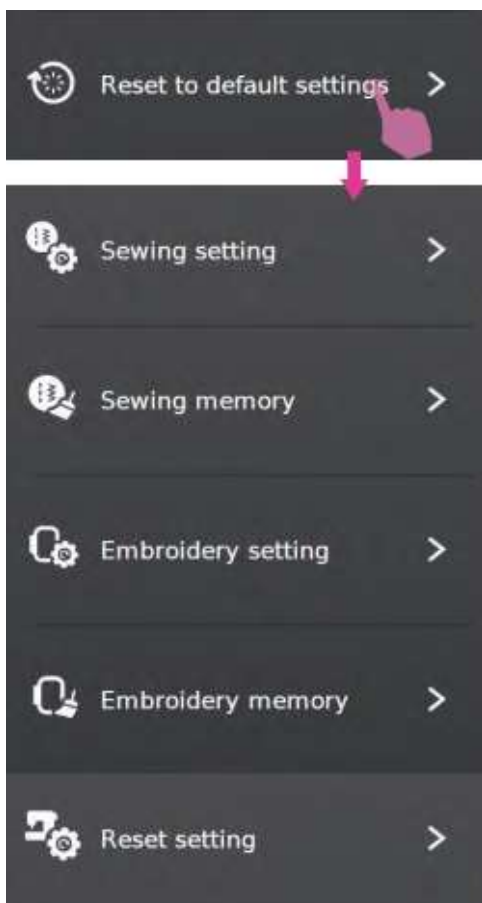 Reset to default settings
Sewing setting
Sewing memory
Embroidery setting
Embroidery memory
Reset setting